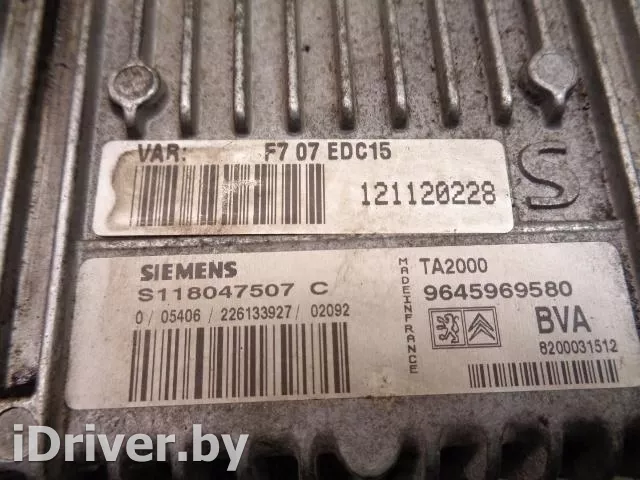 VAR: F7 07 EDC15
121120228
S
SIEMENS
S118047507 C
0 / 05406 / 226133927 / 02092
MADE IN FRANCE
TA2000
9645969580
BVA
8200031512
iDriver.by